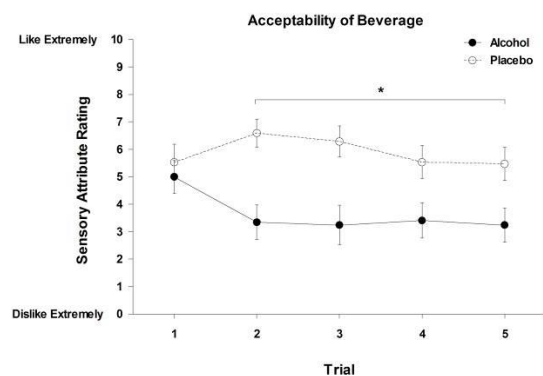 Acceptability of Beverage
Like Extremely
10
9
8
7
6
5
4
3
2
1
0
Dislike Extremely
Sensory Attribute Rating
Alcohol
Placebo
*
1 2 3 4 5
Trial